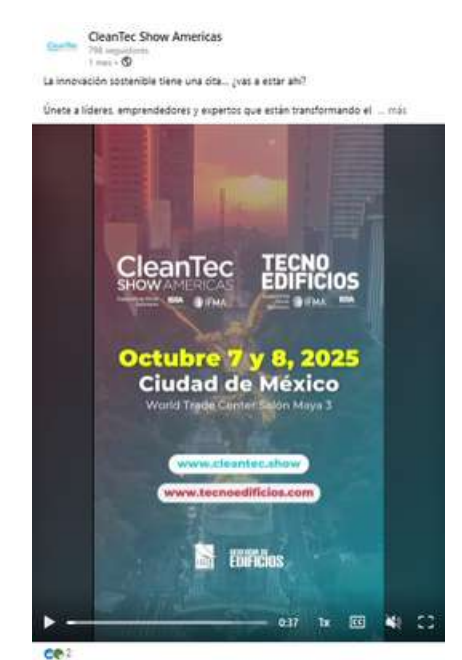 CleanTec Show Americas
798 seguidores
1 mes
La innovación sostenible tiene una cita... ¿vas a estar ahí?
Únete a líderes, emprendedores y expertos que están transformando el ... más
CleanTec
SHOW AMERICAS
ISSA IFMA
TECNO
EDIFICIOS
IFMA ISSA
Octubre 7 y 8, 2025
Ciudad de México
World Trade Center Salón Maya 3
www.cleantec.show
www.tecnoedificios.com
EDIFICIOS
0:37 1x CC
2